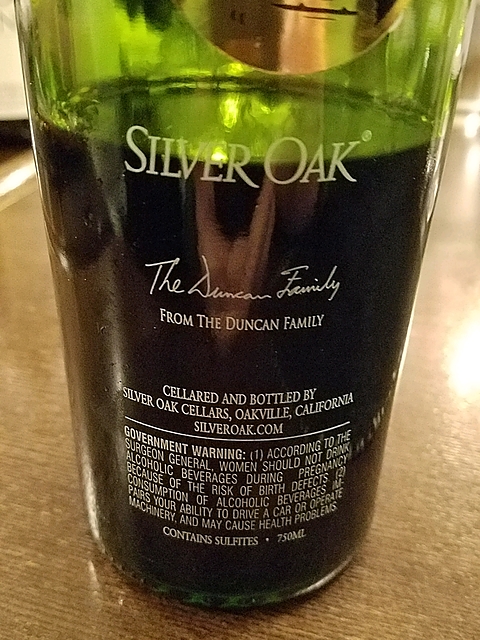 SILVER OAK®
The Duncan Family
FROM THE DUNCAN FAMILY
CELLARED AND BOTTLED BY
SILVER OAK CELLARS, OAKVILLE, CALIFORNIA
SILVEROAK.COM
GOVERNMENT WARNING: (1) ACCORDING TO THE
SURGEON GENERAL, WOMEN SHOULD NOT DRINK
ALCOHOLIC BEVERAGES DURING PREGNANCY
BECAUSE OF THE RISK OF BIRTH DEFECTS (2)
CONSUMPTION OF ALCOHOLIC BEVERAGES IM-
PAIRS YOUR ABILITY TO DRIVE A CAR OR OPERATE
MACHINERY, AND MAY CAUSE HEALTH PROBLEMS.
CONTAINS SULFITES • 750ML